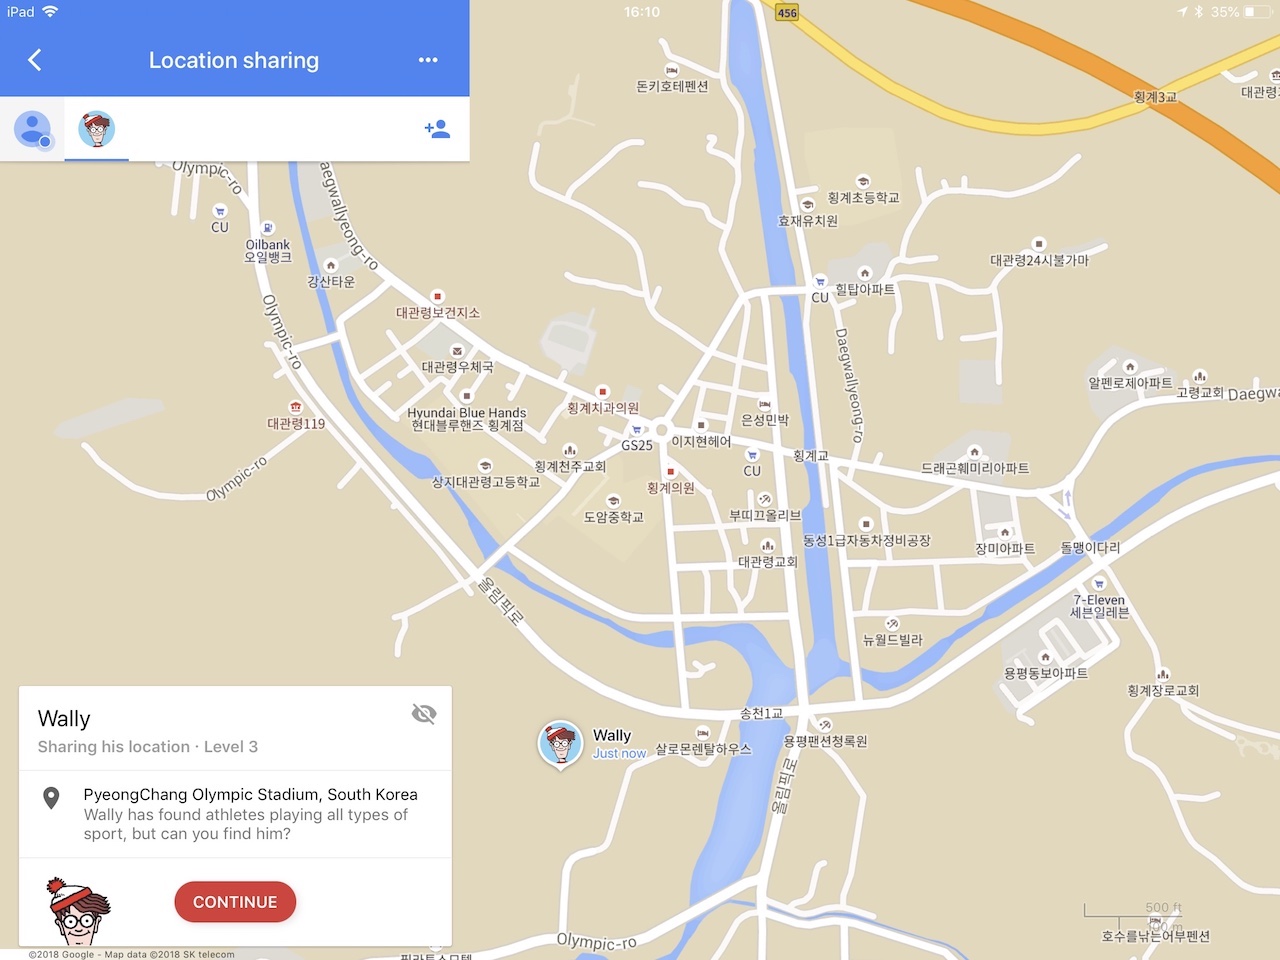 iPad
16:10
35%
Location sharing
456
돈키호테펜션
횡계3교
Olympic-ro
CU
Oilbank
오일뱅크
강산타운
Olympic-ro
대관령보건지소
대관령우체국
Hyundai Blue Hands
현대블루핸즈 횡계점
횡계치과의원
대관령119
Olympic-ro
상지대관령고등학교
횡계천주교회
GS25
이지현헤어
횡계의원
도암중학교
효재유치원
횡계초등학교
CU
힐탑아파트
대관령24시불가마
Daegwallyeong-ro
은성민박
CU
횡계교
알펜로제아파트
고령교회
드래곤훼미리아파트
부띠끄올리브
동성1급자동차정비공장
장미아파트
돌맹이다리
대관령교회
7-Eleven
세븐일레븐
뉴월드빌라
용평동보아파트
횡계장로교회
올림픽로
송천1교
용평팬션청록원
살로몬렌탈하우스
올림픽로
Wally
Just now
Wally
Sharing his location · Level 3
PyeongChang Olympic Stadium, South Korea
Wally has found athletes playing all types of
sport, but can you find him?
CONTINUE
Olympic-ro
500 ft
호수를낚는어부펜션
©2018 Google - Map data ©2018 SK telecom